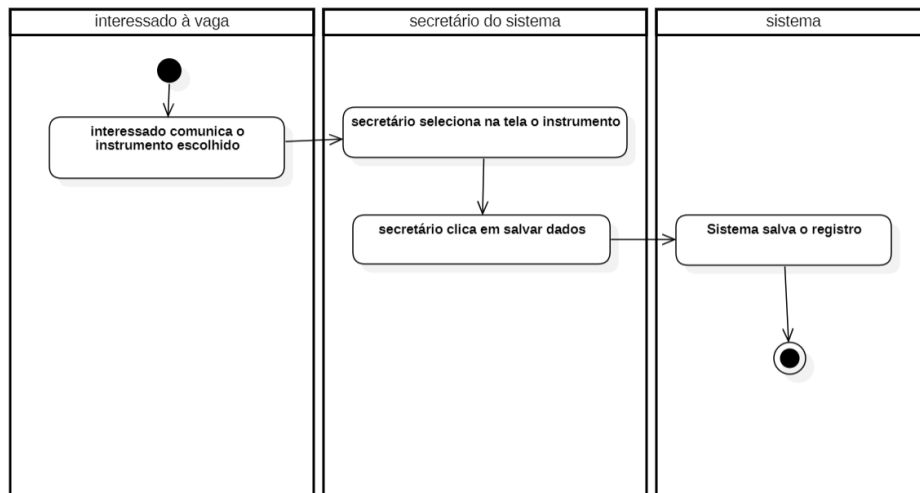 interessado à vaga
secretário do sistema
sistema
interessado comunica o
instrumento escolhido
secretário seleciona na tela o instrumento
secretário clica em salvar dados
Sistema salva o registro